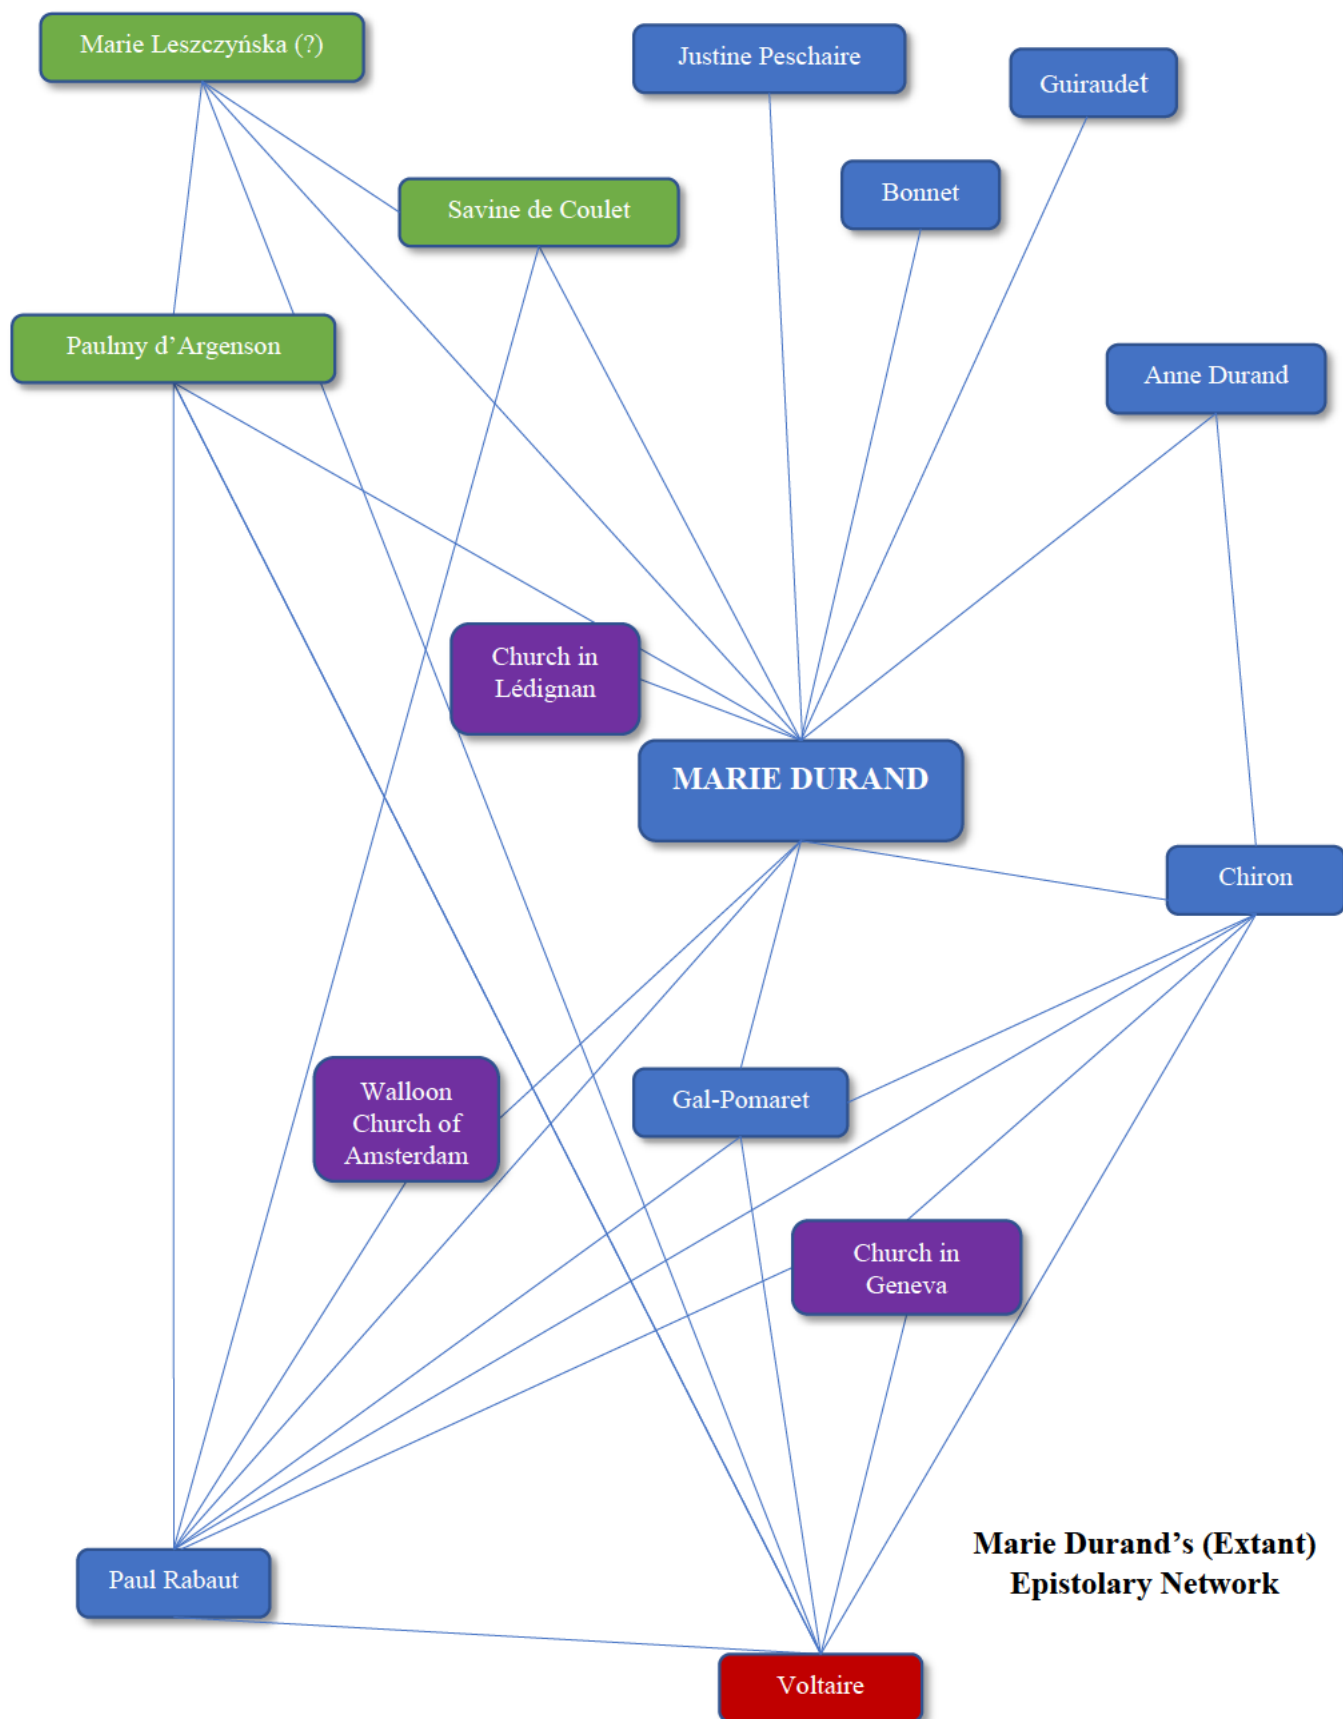 Marie Leszczyńska (?)
Justine Peschaire
Guiraudet
Bonnet
Savine de Coulet
Paulmy d’Argenson
Anne Durand
Church in
Lédignan
MARIE DURAND
Chiron
Walloon
Church of
Amsterdam
Gal-Pomaret
Church in
Geneva
Marie Durand’s (Extant)
Epistolary Network
Paul Rabaut
Voltaire